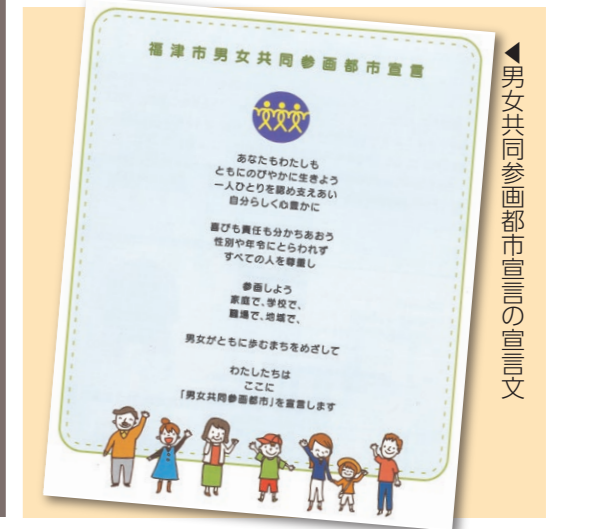 福津市男女共同参画都市宣言
あなたもわたしも
ともにのびやかに生きよう
一人ひとりを認め支えあい
自分らしく心豊かに
喜びも責任も分かちあおう
性別や年令にとらわれず
すべての人を尊重し
参画しよう
家庭で、学校で、
職場で、地域で、
男女がともに歩むまちをめざして
わたしたちは
ここに
「男女共同参画都市」を宣言します
◀男女共同参画都市宣言の宣言文